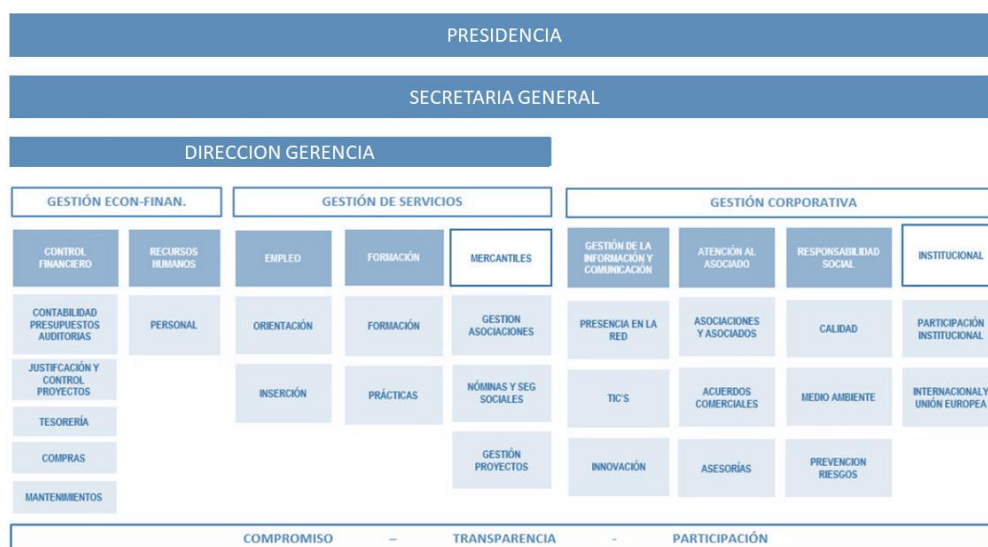 PRESIDENCIA
SECRETARIA GENERAL
DIRECCION GERENCIA
GESTIÓN ECON-FINAN.
GESTIÓN DE SERVICIOS
GESTIÓN CORPORATIVA
CONTROL
FINANCIERO
RECURSOS
HUMANOS
EMPLEO
FORMACIÓN
MERCANTILES
GESTIÓN DE LA
INFORMACIÓN Y
COMUNICACIÓN
ATENCIÓN AL
ASOCIADO
RESPONSABILIDAD
SOCIAL
INSTITUCIONAL
CONTABILIDAD
PRESUPUESTOS
AUDITORIAS
PERSONAL
ORIENTACIÓN
FORMACIÓN
GESTION
ASOCIACIONES
PRESENCIA EN LA
RED
ASOCIACIONES
Y ASOCIADOS
CALIDAD
PARTICIPACIÓN
INSTITUCIONAL
JUSTIFCACIÓN Y
CONTROL
PROYECTOS
INSERCIÓN
PRÁCTICAS
NÓMINAS Y SEG
SOCIALES
TIC'S
ACUERDOS
COMERCIALES
MEDIO AMBIENTE
INTERNACIONAL Y
UNIÓN EUROPEA
TESORERÍA
COMPRAS
GESTIÓN
PROYECTOS
INNOVACIÓN
ASESORÍAS
PREVENCION
RIESGOS
MANTENIMIENTOS
COMPROMISO – TRANSPARENCIA - PARTICIPACIÓN